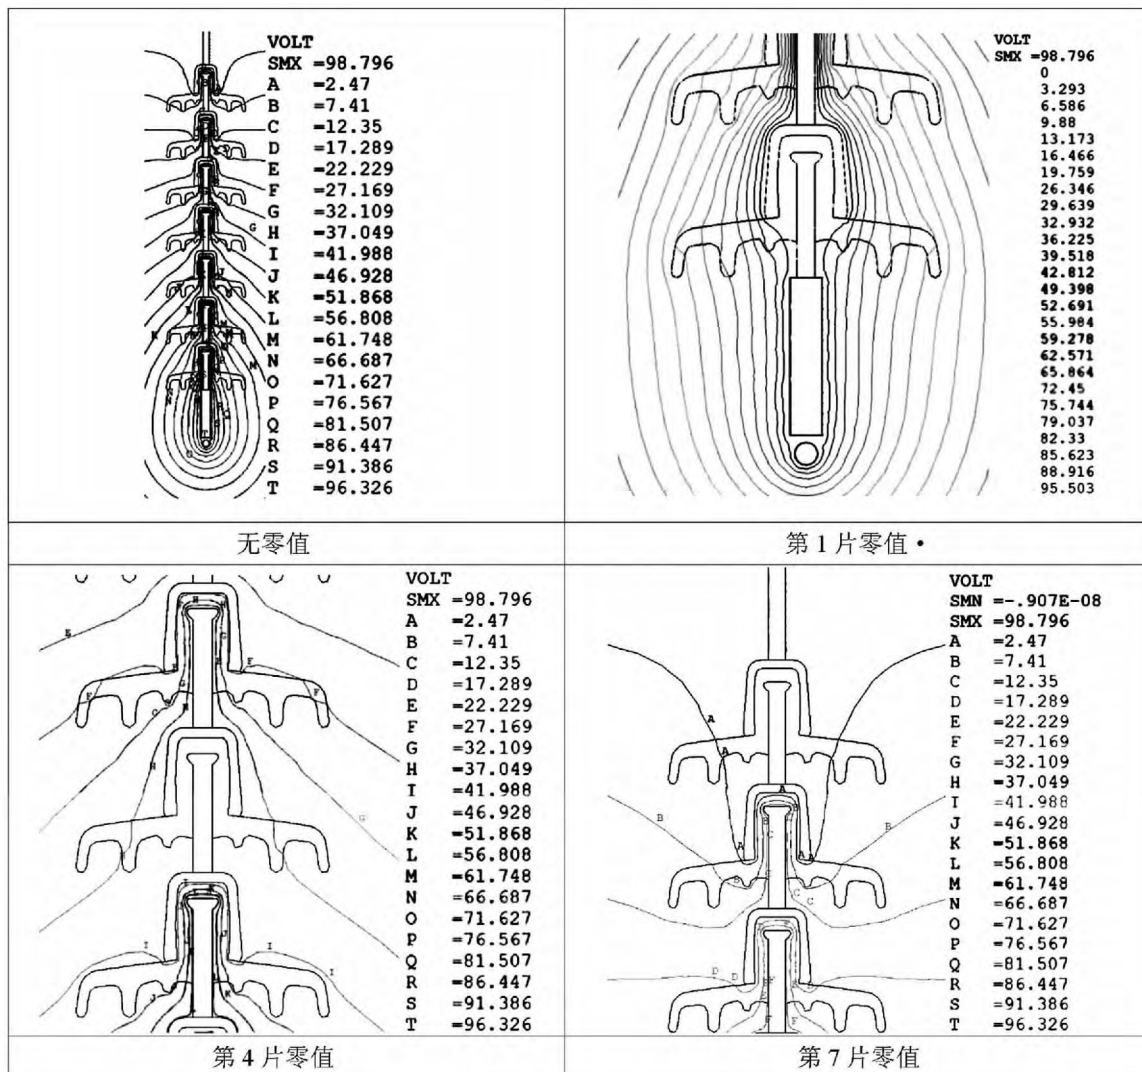 VOLT
SMX =98.796
A =2.47
B =7.41
C =12.35
D =17.289
E =22.229
F =27.169
G =32.109
H =37.049
I =41.988
J =46.928
K =51.868
L =56.808
M =61.748
N =66.687
O =71.627
P =76.567
Q =81.507
R =86.447
S =91.386
T =96.326
VOLT
SMX =98.796
0
3.293
6.586
9.88
13.173
16.466
19.759
26.346
29.639
32.932
36.225
39.518
42.812
49.398
52.691
55.984
59.278
62.571
65.864
72.45
75.744
79.037
82.33
85.623
88.916
95.503
无零值
第 1 片零值 •
VOLT
SMX =98.796
A =2.47
B =7.41
C =12.35
D =17.289
E =22.229
F =27.169
G =32.109
H =37.049
I =41.988
J =46.928
K =51.868
L =56.808
M =61.748
N =66.687
O =71.627
P =76.567
Q =81.507
R =86.447
S =91.386
T =96.326
VOLT
SMN =-.907E-08
SMX =98.796
A =2.47
B =7.41
C =12.35
D =17.289
E =22.229
F =27.169
G =32.109
H =37.049
I =41.988
J =46.928
K =51.868
L =56.808
M =61.748
N =66.687
O =71.627
P =76.567
Q =81.507
R =86.447
S =91.386
T =96.326
第 4 片零值
第 7 片零值